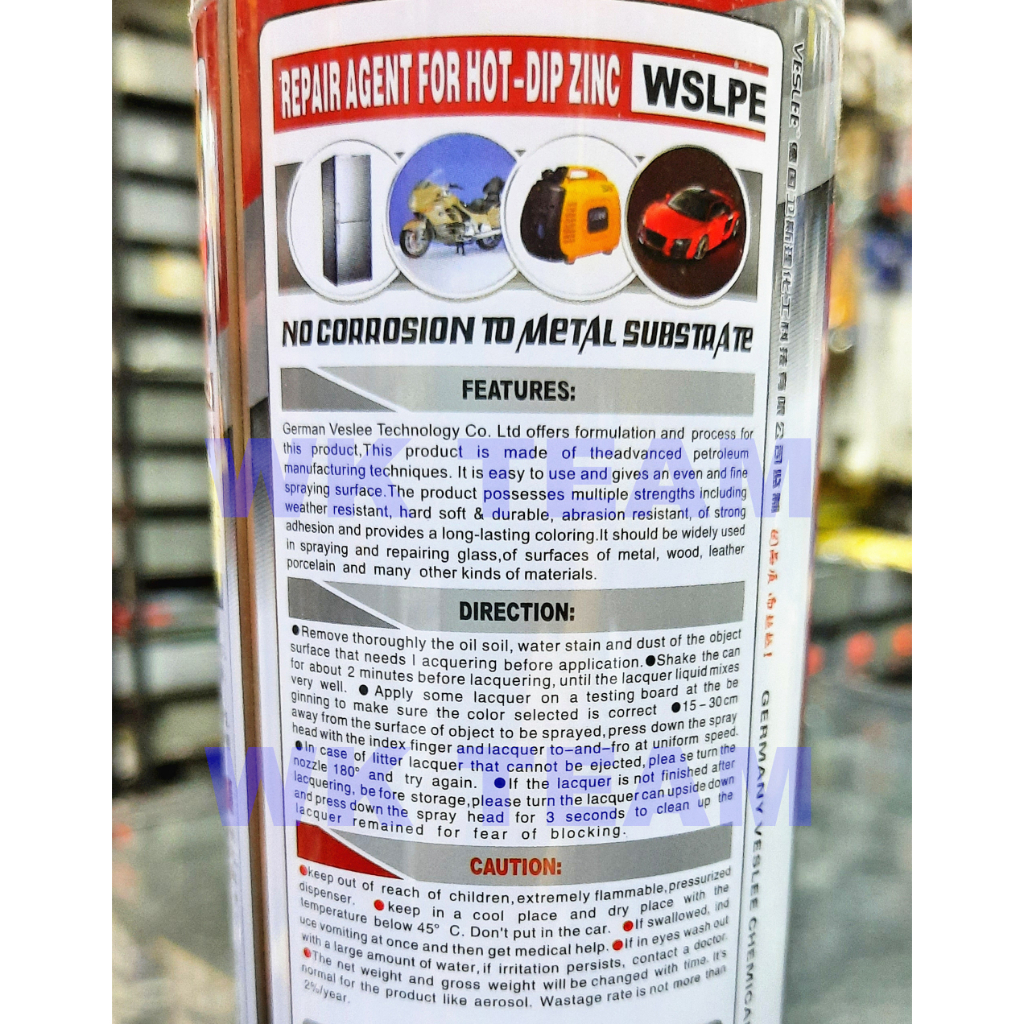 REPAIR AGENT FOR HOT-DIP ZINC WSLPE
NO CORROSION TO METAL SUBSTRATE
FEATURES:
German Veslee Technology Co. Ltd offers formulation and process for
this product,This product is made of theadvanced petroleum
manufacturing techniques. It is easy to use and gives an even and fine
spraying surface.The product possesses multiple strengths including
weather resistant, hard soft & durable, abrasion resistant, of strong
adhesion and provides a long-lasting coloring.It should be widely used
in spraying and repairing glass,of surfaces of metal, wood, leather
porcelain and many other kinds of materials.
DIRECTION:
●Remove thoroughly the oil soil, water stain and dust of the object
surface that needs l acquering before application.●Shake the can
for about 2 minutes before lacquering, until the lacquer liquid mixes
very well. ● Apply some lacquer on a testing board at the be
ginning to make sure the color selected is correct ●15-30cm
away from the surface of object to be sprayed,press down the spray
head with the index finger and lacquer to-and-fro at uniform speed.
●In case of litter lacquer that cannot be ejected, plea se turn the
nozzle 180° and try again. ●If the lacquer is not finished after
lacquering, be fore storage,please turn the lacquer can upside down
and press down the spray head for 3 seconds to clean up the
lacquer remained for fear of blocking.
CAUTION:
●keep out of reach of children,extremely flammable,pressurized
dispenser. ●keep in a cool place and dry place with the
temperature below 45° C. Don't put in the car. ●If swallowed, ind
uce vomiting at once and then get medical help. ●If in eyes wash out
with a large amount of water,if irritation persists, contact a doctor.
●The net weight and gross weight will be changed with time. It's
normal for the product like aerosol. Wastage rate is not more than
2%/year.
VESLEE
GERMANY VESLEE CHEMICA
WK TEAM
WK TEAM